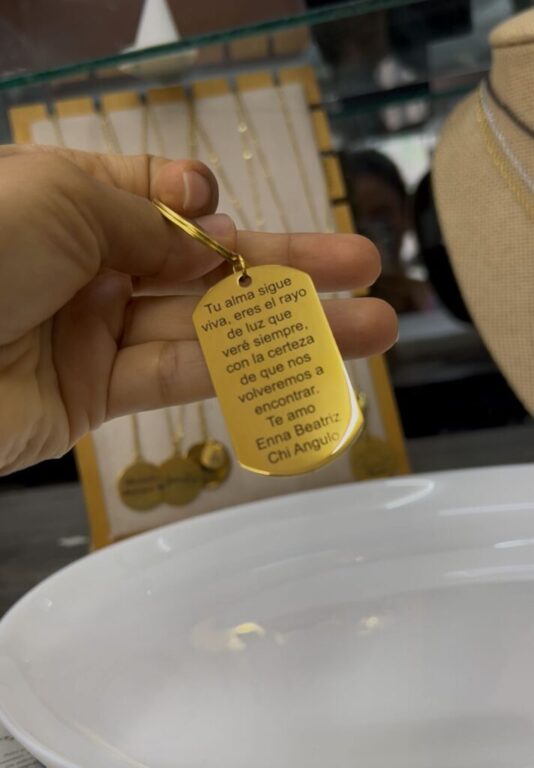 Tu alma sigue
viva, eres el rayo
de luz que
veré siempre,
con la certeza
de que nos
volveremos a
encontrar.
Te amo
Enna Beatriz
Chi Angulo